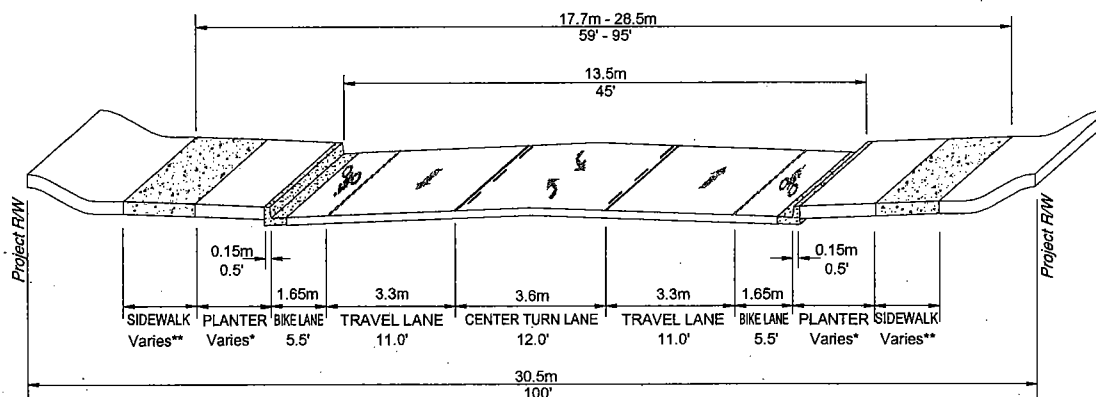 17.7m - 28.5m
59' - 95'
13.5m
45'
Project R/W
Project R/W
0.15m
0.5'
0.15m
0.5'
1.65m 3.3m 3.6m 3.3m 1.65m
SIDEWALK PLANTER BIKE LANE TRAVEL LANE CENTER TURN LANE TRAVEL LANE BIKE LANE PLANTER SIDEWALK
Varies** Varies* 5.5' 11.0' 12.0' 11.0' 5.5' Varies* Varies**
30.5m
100'